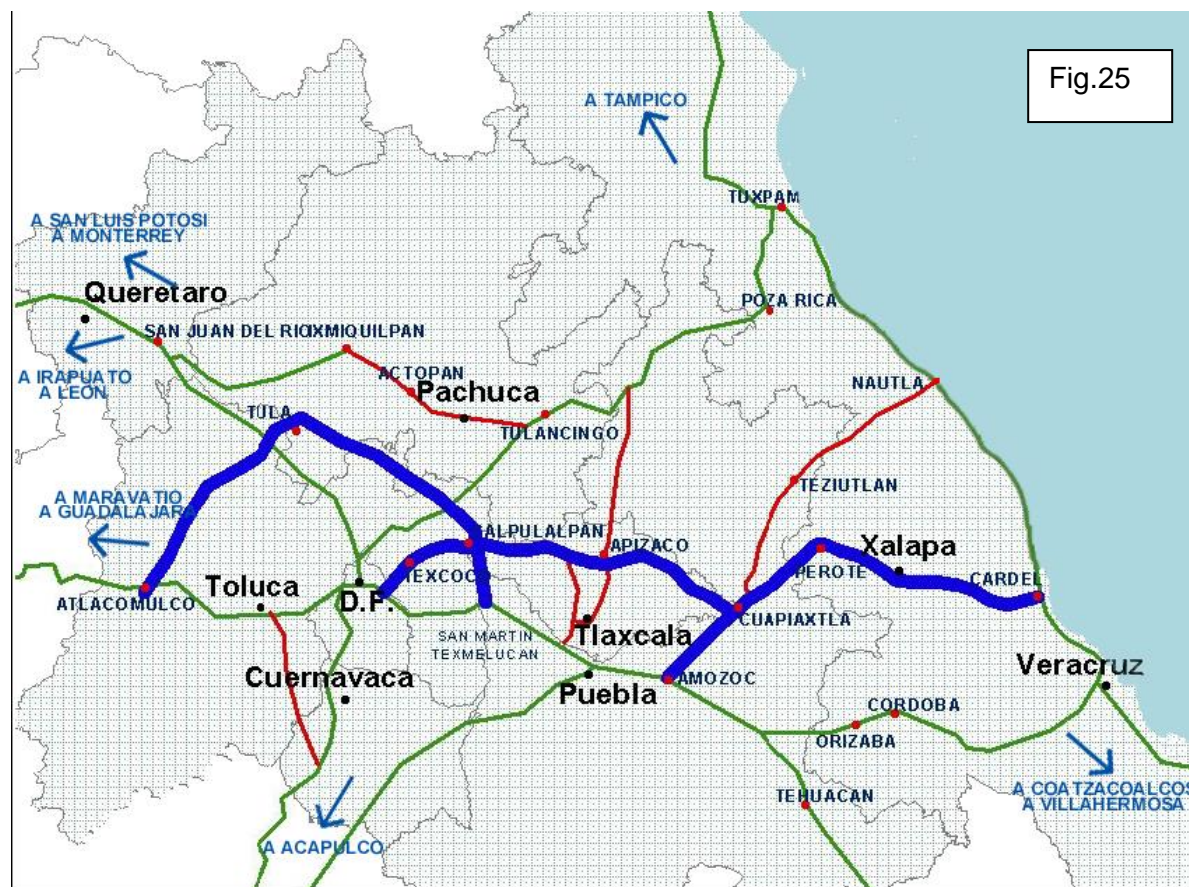 Fig.25
A TAMPICO
TUXPAM
A SAN LUIS POTOSI
A MONTERREY
Queretaro
POZA RICA
SAN JUAN DEL RIO
IXMIQUILPAN
A IRAPUATO
A LEON
ACTOPAN
Pachuca
NAUTLA
TULA
TULANCINGO
TEZIUTLAN
A MARAVATIO
A GUADALAJARA
CALPULALPAN
APIZACO
Xalapa
TEXCOCO
PEROTE
CARDEL
ATLACOMULCO
Toluca
D.F.
CUAPIAXTLA
SAN MARTIN
TEXMELUCAN
Tlaxcala
Cuernavaca
Puebla
AMOZOC
Veracruz
CORDOBA
ORIZABA
TEHUACAN
A COATZACOALCOS
A VILLAHERMOSA
A ACAPULCO